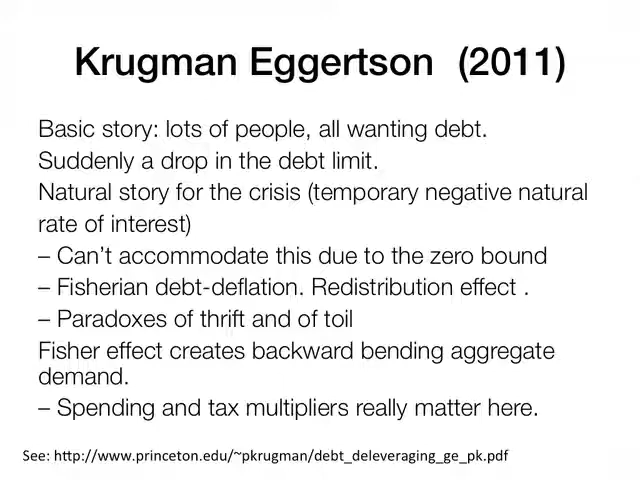 Krugman Eggertson (2011)
Basic story: lots of people, all wanting debt.
Suddenly a drop in the debt limit.
Natural story for the crisis (temporary negative natural
rate of interest)
– Can’t accommodate this due to the zero bound
– Fisherian debt-deflation. Redistribution effect .
– Paradoxes of thrift and of toil
Fisher effect creates backward bending aggregate
demand.
– Spending and tax multipliers really matter here.
See: http://www.princeton.edu/~pkrugman/debt_deleveraging_ge_pk.pdf